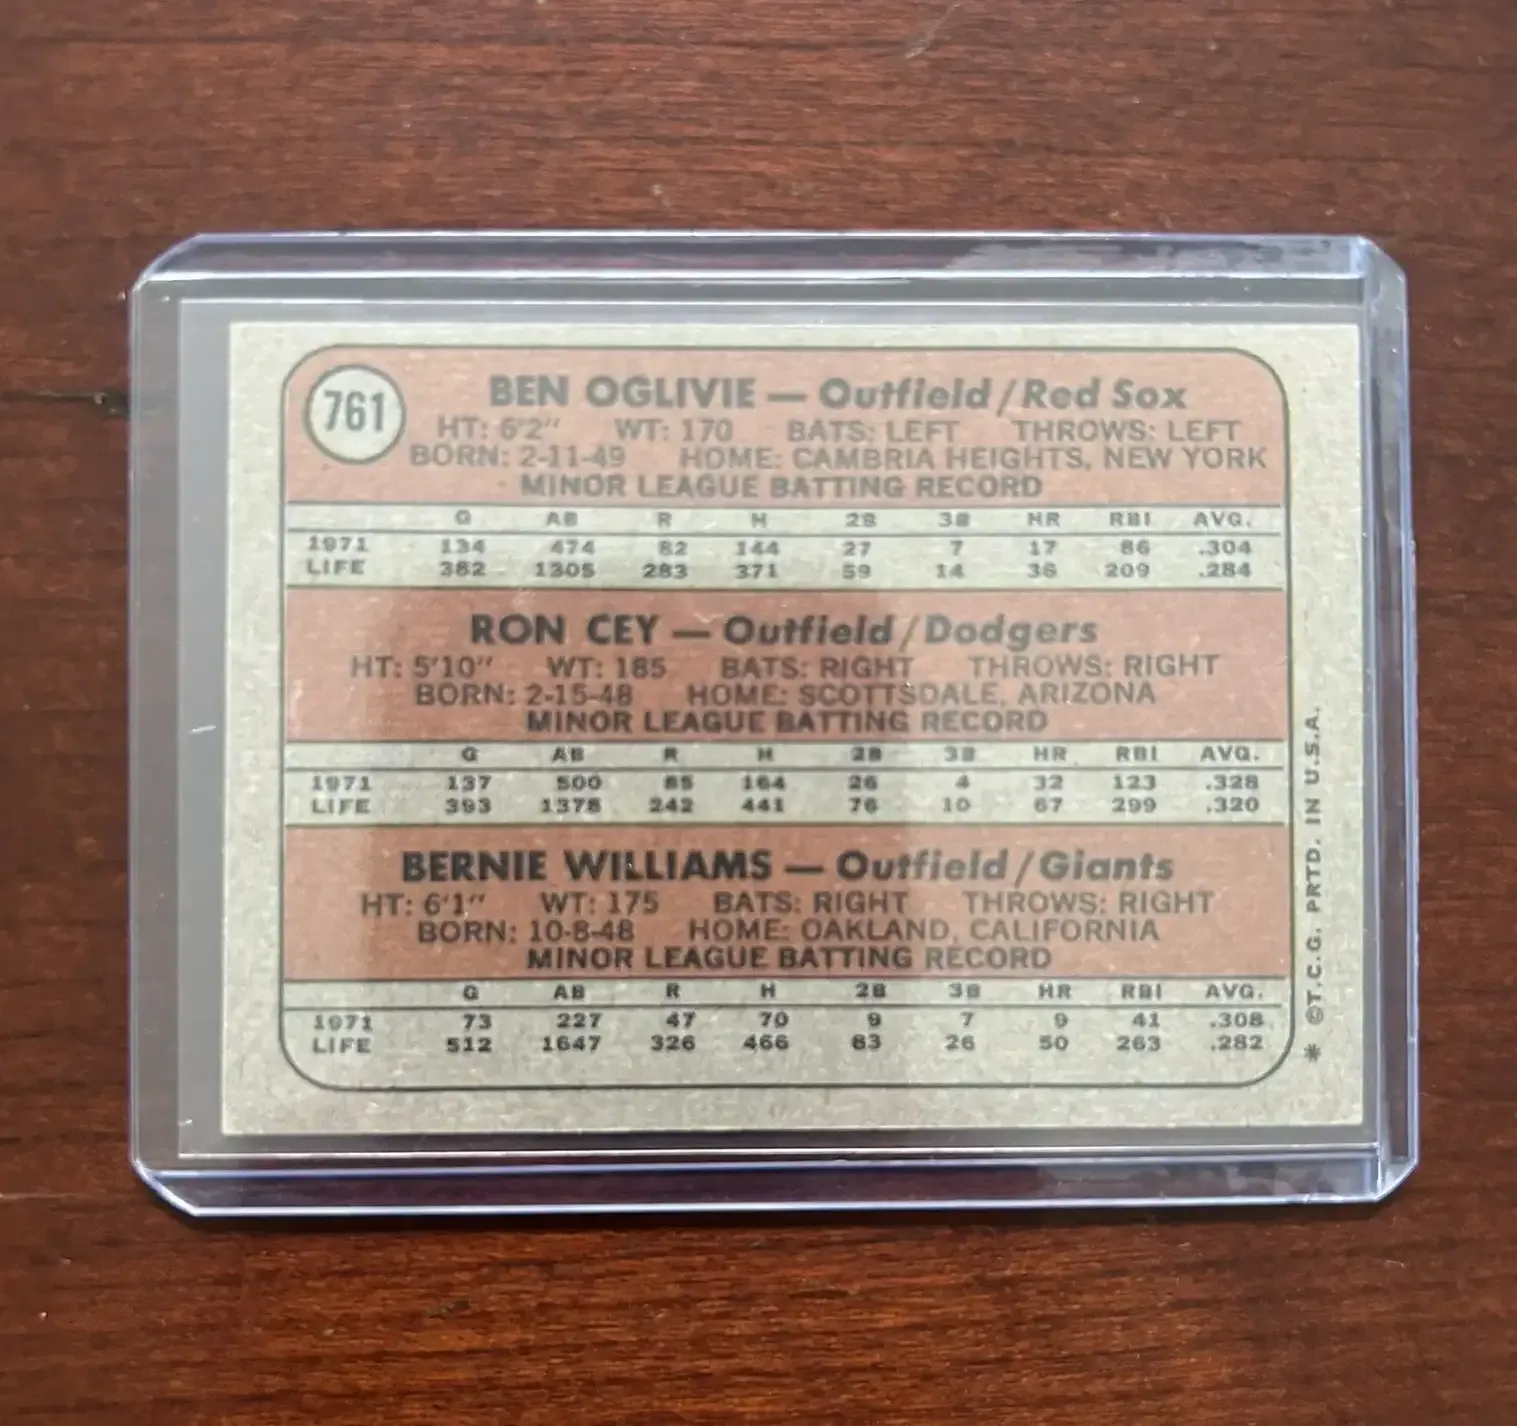 761
BEN OGLIVIE — Outfield/Red Sox
HT: 6'2" WT: 170 BATS: LEFT THROWS: LEFT
BORN: 2-11-49 HOME: CAMBRIA HEIGHTS, NEW YORK
MINOR LEAGUE BATTING RECORD
G AB R H 2B 3B HR RBI AVG.
1971 134 474 82 144 27 7 17 86 .304
LIFE 382 1305 283 371 59 14 36 209 .284
RON CEY — Outfield/Dodgers
HT: 5'10" WT: 185 BATS: RIGHT THROWS: RIGHT
BORN: 2-15-48 HOME: SCOTTSDALE, ARIZONA
MINOR LEAGUE BATTING RECORD
G AB R H 2B 3B HR RBI AVG.
1971 137 500 85 164 26 4 32 123 .328
LIFE 393 1378 242 441 76 10 67 299 .320
BERNIE WILLIAMS — Outfield/Giants
HT: 6'1" WT: 175 BATS: RIGHT THROWS: RIGHT
BORN: 10-8-48 HOME: OAKLAND, CALIFORNIA
MINOR LEAGUE BATTING RECORD
G AB R H 2B 3B HR RBI AVG.
1971 73 227 47 70 9 7 9 41 .308
LIFE 512 1647 326 466 83 26 50 263 .282
* ©T.C.G. PRTD. IN U.S.A.